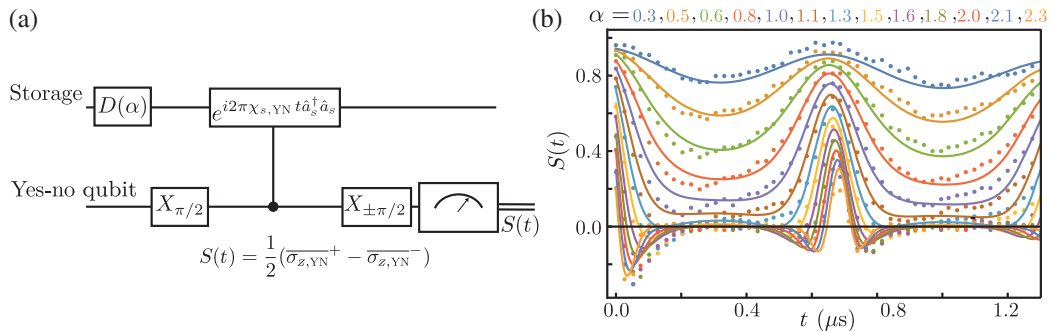 (a)
Storage
D(α)
e^{i2πχ_{s,YN} t â_s^† â_s}
Yes-no qubit
X_{π/2}
X_{±π/2}
S(t)
S(t) = \frac{1}{2}(\overline{σ_{z,YN}}^+ − \overline{σ_{z,YN}}^−)
(b)
α = 0.3, 0.5, 0.6, 0.8, 1.0, 1.1, 1.3, 1.5, 1.6, 1.8, 2.0, 2.1, 2.3
S(t)
0.8
0.4
0.0
0.0 0.4 0.8 1.2
t (μs)